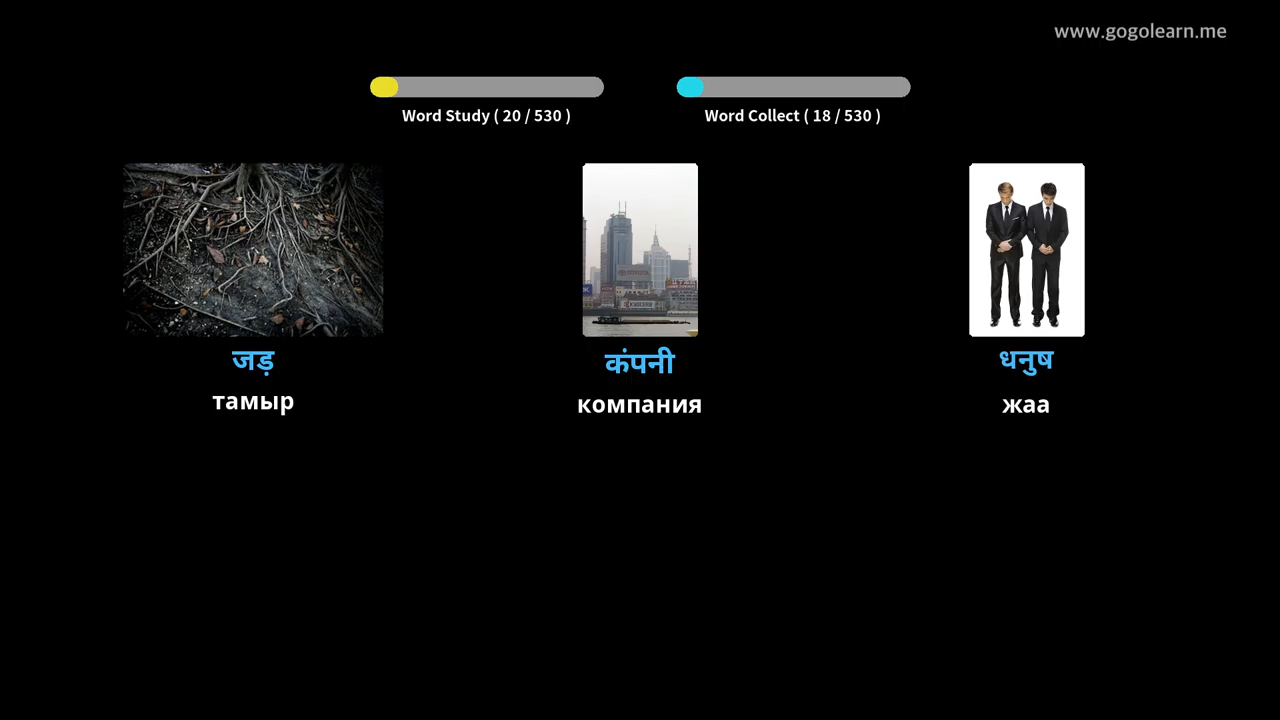 www.gogolearn.me
Word Study ( 20 / 530 )
Word Collect ( 18 / 530 )
जड़
тамыр
कंपनी
компания
धनुष
жаа